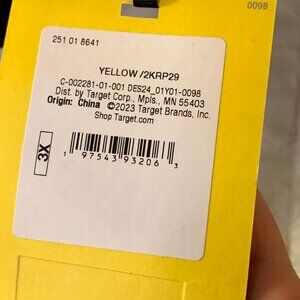 0098
251 01 8641
YELLOW /2KRP29
C-002281-01-001 DES24_01Y01-0098
Dist. by Target Corp., Mpls., MN 55403
Origin: China ©2023 Target Brands, Inc.
Shop Target.com
3X
1 97543 93206 3